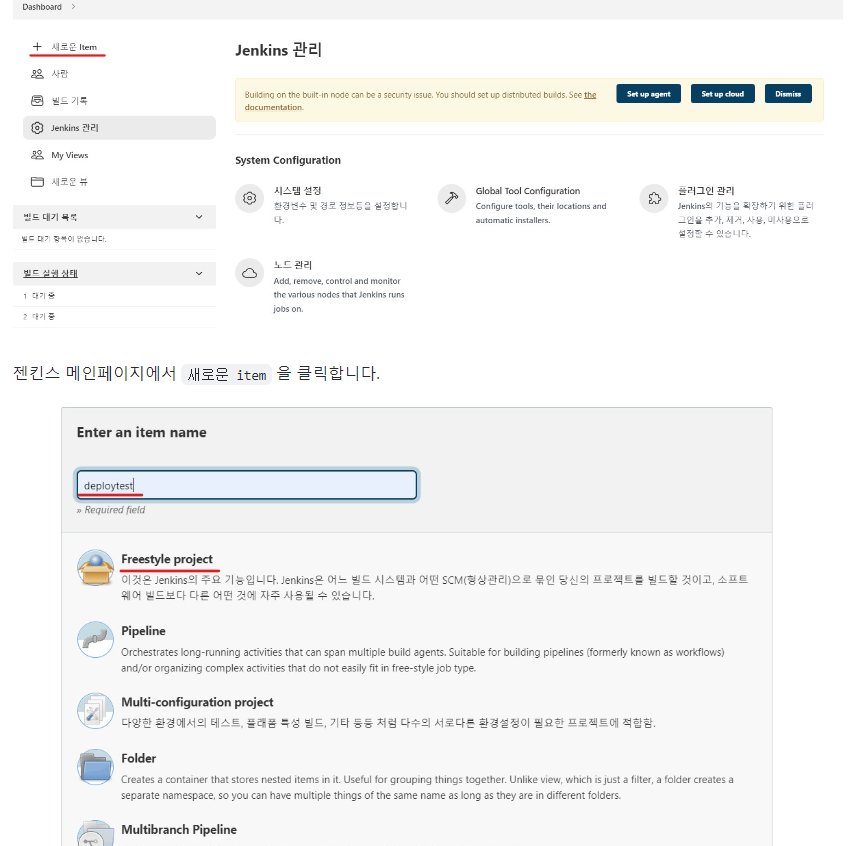 Dashboard >
새로운 Item
사람
빌드 기록
Jenkins 관리
My Views
새로운 뷰
빌드 대기 목록
빌드 대기 항목이 없습니다.
빌드 실행 상태
1 대기 중
2 대기 중
Jenkins 관리
Building on the built-in node can be a security issue. You should set up distributed builds. See the
documentation.
Set up agent
Set up cloud
Dismiss
System Configuration
시스템 설정
환경변수 및 경로 정보등을 설정합니
다.
Global Tool Configuration
Configure tools, their locations and
automatic installers.
플러그인 관리
Jenkins의 기능을 확장하기 위한 플러
그인을 추가, 제거, 사용, 미사용으로
설정할 수 있습니다.
노드 관리
Add, remove, control and monitor
the various nodes that Jenkins runs
jobs on.
젠킨스 메인페이지에서 새로운 item 을 클릭합니다.
Enter an item name
deploytest
» Required field
Freestyle project
이것은 Jenkins의 주요 기능입니다. Jenkins은 어느 빌드 시스템과 어떤 SCM(형상관리)으로 묶인 당신의 프로젝트를 빌드할 것이고, 소프트
웨어 빌드보다 다른 어떤 것에 자주 사용될 수 있습니다.
Pipeline
Orchestrates long-running activities that can span multiple build agents. Suitable for building pipelines (formerly known as workflows)
and/or organizing complex activities that do not easily fit in free-style job type.
Multi-configuration project
다양한 환경에서의 테스트, 플래폼 특성 빌드, 기타 등등 처럼 다수의 서로다른 환경설정이 필요한 프로젝트에 적합함.
Folder
Creates a container that stores nested items in it. Useful for grouping things together. Unlike view, which is just a filter, a folder creates a
separate namespace, so you can have multiple things of the same name as long as they are in different folders.
Multibranch Pipeline